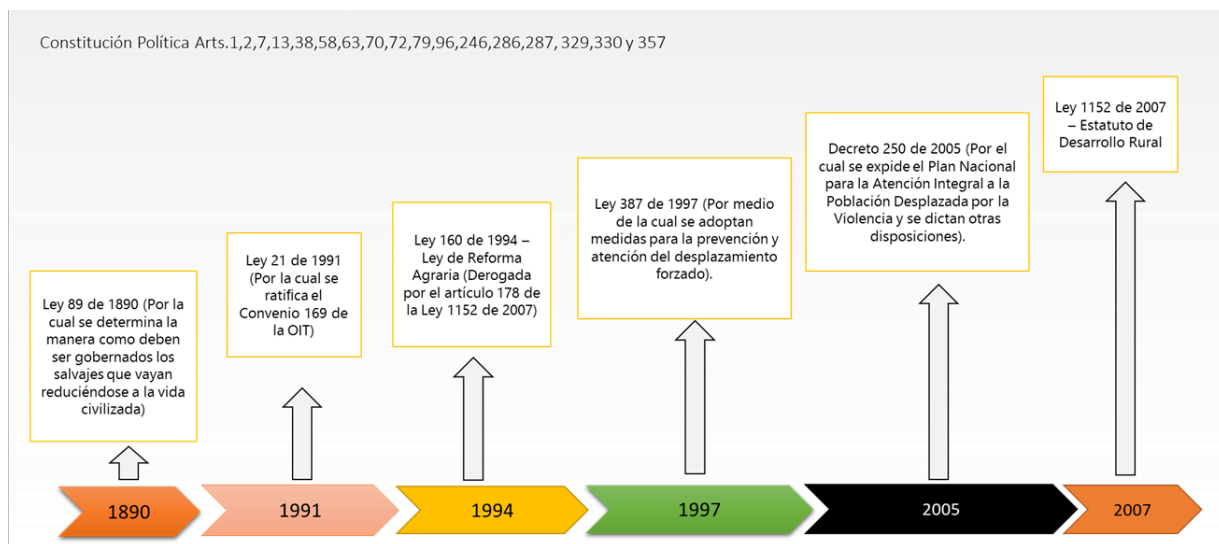 Constitución Política Arts.1,2,7,13,38,58,63,70,72,79,96,246,286,287, 329,330 y 357
Ley 89 de 1890 (Por la
cual se determina la
manera como deben
ser gobernados los
salvajes que vayan
reduciéndose a la vida
civilizada)
Ley 21 de 1991
(Por la cual se
ratifica el
Convenio 169 de
la OIT)
Ley 160 de 1994 –
Ley de Reforma
Agraria (Derogada
por el artículo 178 de
la Ley 1152 de 2007)
Ley 387 de 1997 (Por medio
de la cual se adoptan
medidas para la prevención y
atención del desplazamiento
forzado).
Decreto 250 de 2005 (Por el
cual se expide el Plan Nacional
para la Atención Integral a la
Población Desplazada por la
Violencia y se dictan otras
disposiciones).
Ley 1152 de 2007
– Estatuto de
Desarrollo Rural
1890
1991
1994
1997
2005
2007